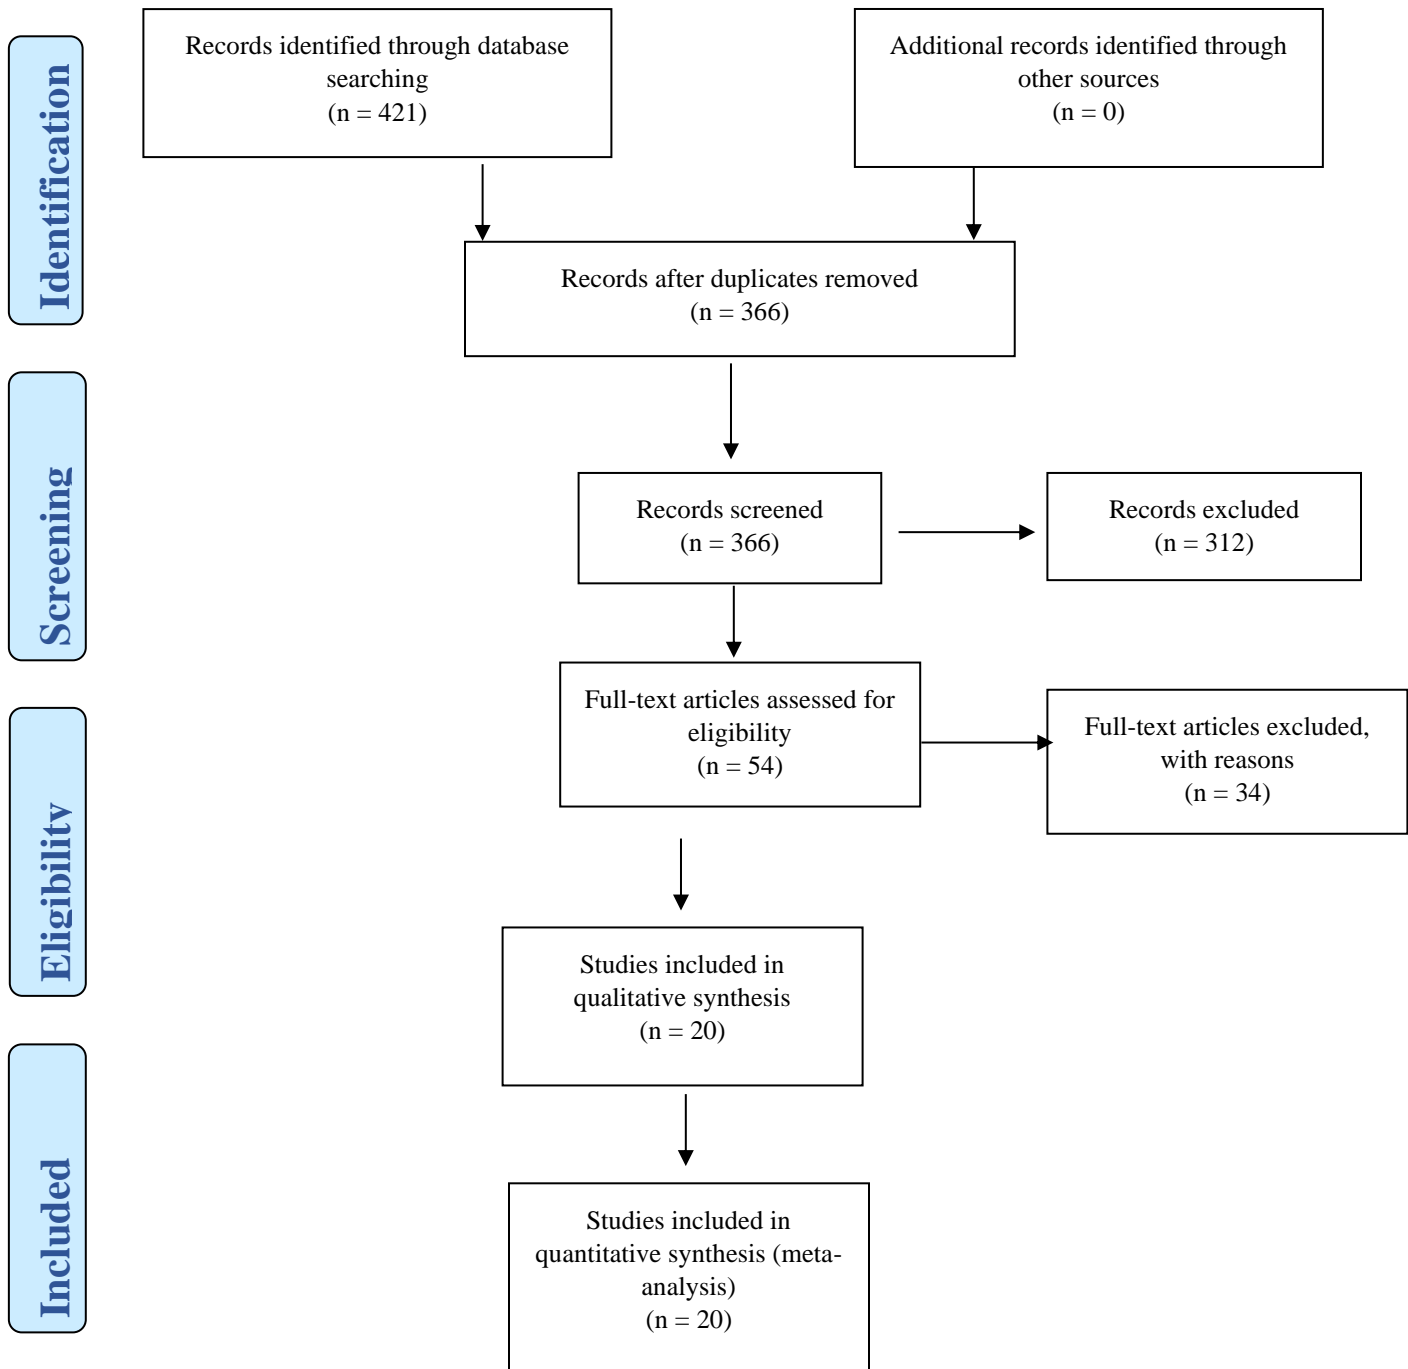 Identification
Records identified through database
searching
(n = 421)
Additional records identified through
other sources
(n = 0)
Records after duplicates removed
(n = 366)
Screening
Records screened
(n = 366)
Records excluded
(n = 312)
Eligibility
Full-text articles assessed for
eligibility
(n = 54)
Full-text articles excluded,
with reasons
(n = 34)
Studies included in
qualitative synthesis
(n = 20)
Included
Studies included in
quantitative synthesis (meta-
analysis)
(n = 20)